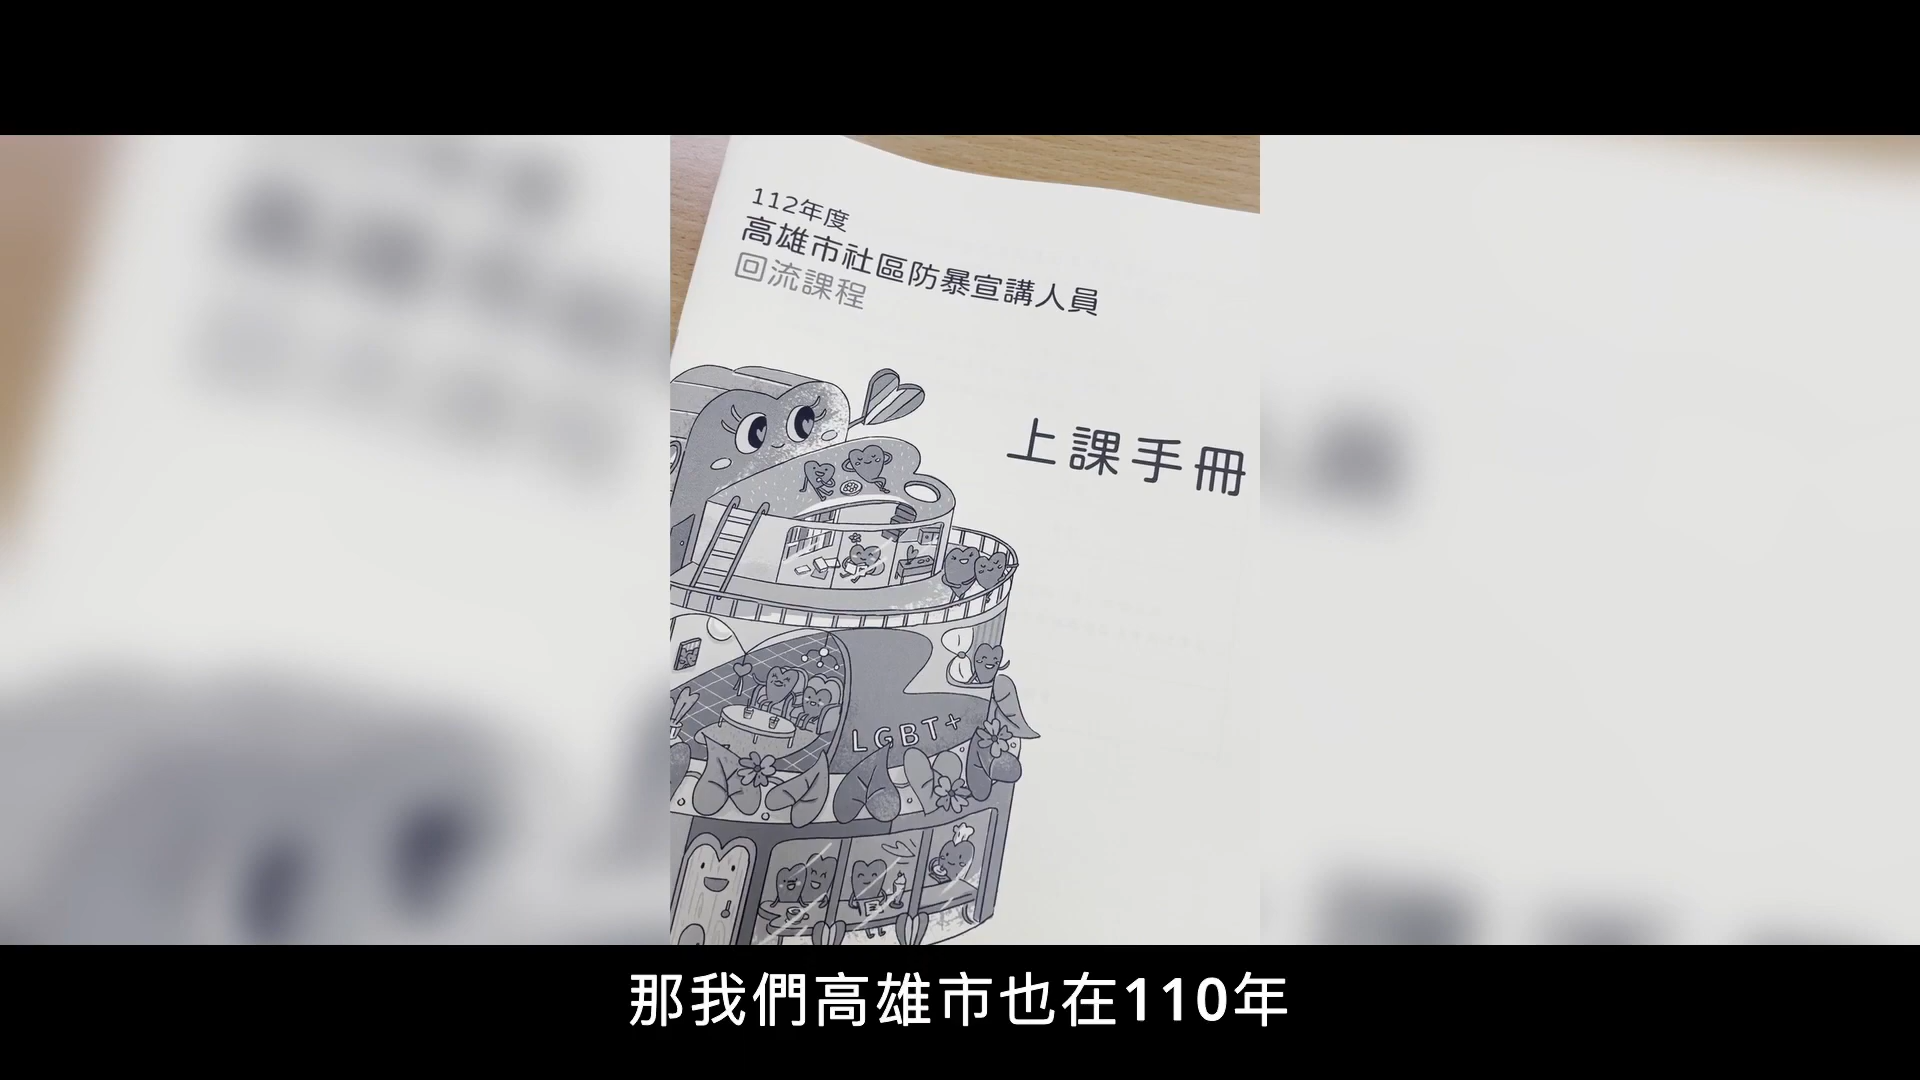 112年度
高雄市社區防暴宣講人員
回流課程
上課手冊
LGBT+
那我們高雄市也在110年